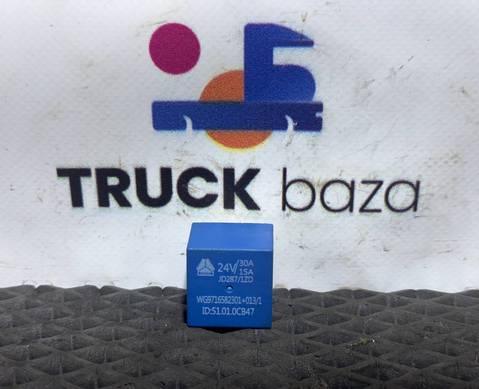 TRUCK baza
24V/30A
15A
JD287/1ZD
WG9716582301+013/1
ID:51.01.0CB47